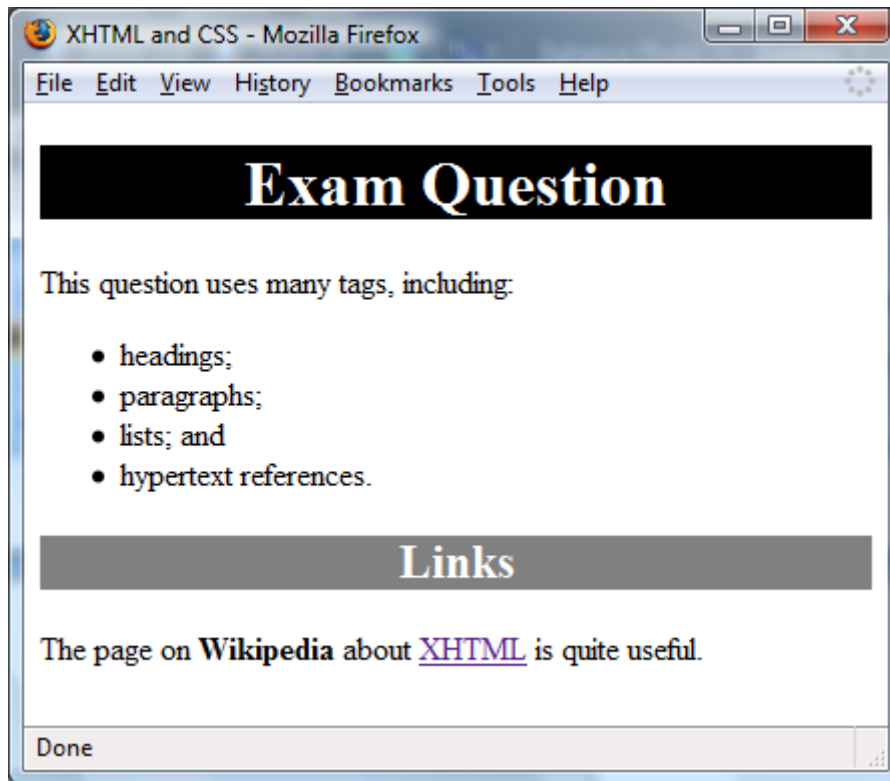 XHTML and CSS - Mozilla Firefox
File Edit View History Bookmarks Tools Help
Exam Question
This question uses many tags, including:
• headings;
• paragraphs;
• lists; and
• hypertext references.
Links
The page on Wikipedia about XHTML is quite useful.
Done